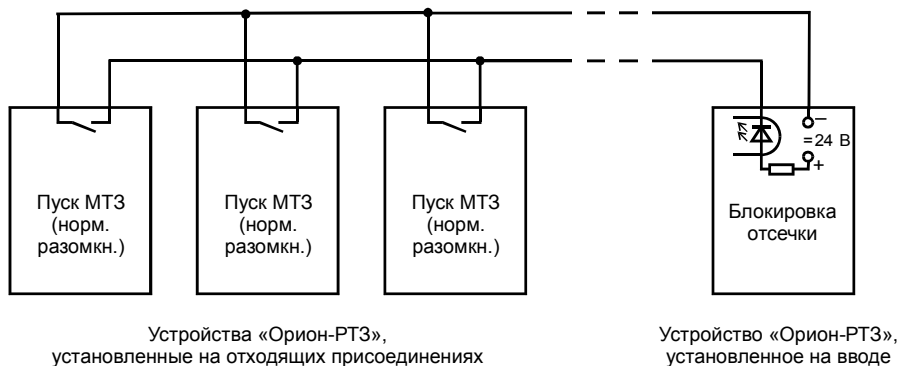 Пуск МТЗ
(норм.
разомкн.)
Пуск МТЗ
(норм.
разомкн.)
Пуск МТЗ
(норм.
разомкн.)
–
=24 В
+
Блокировка
отсечки
Устройства «Орион-РТЗ»,
установленные на отходящих присоединениях
Устройство «Орион-РТЗ»,
установленное на вводе